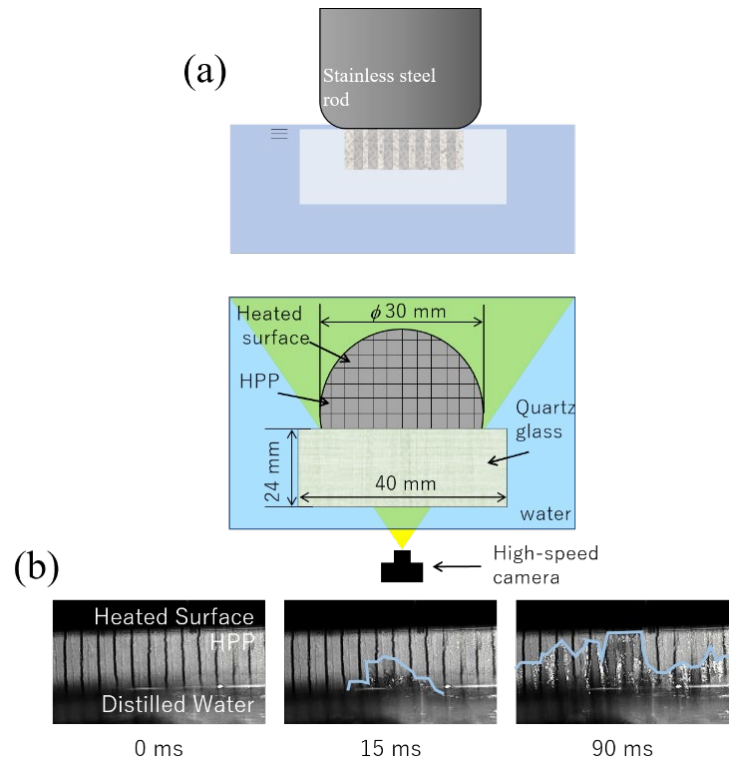 (a)
Stainless steel
rod
Heated
surface
ϕ 30 mm
HPP
Quartz
glass
24 mm
40 mm
water
High-speed
camera
(b)
Heated Surface
HPP
Distilled Water
0 ms
15 ms
90 ms